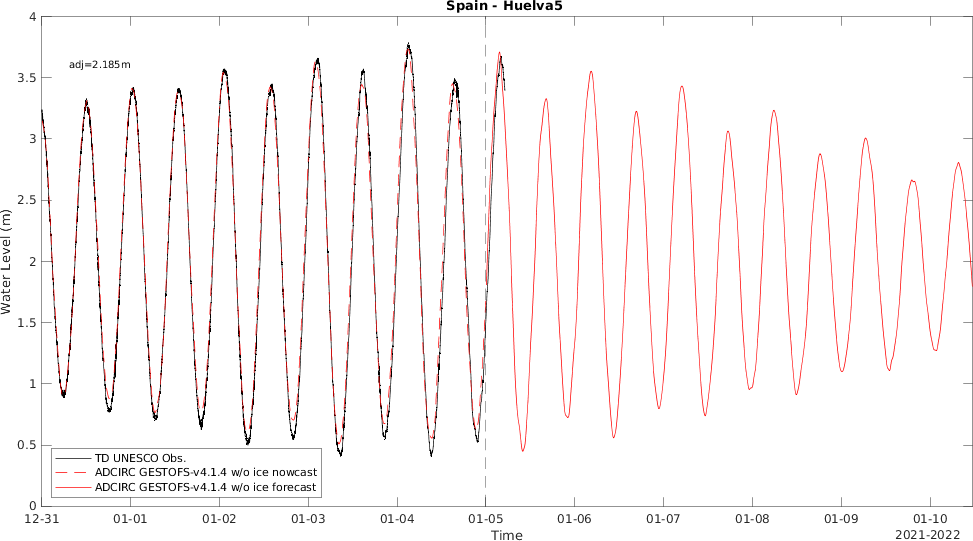 Spain - Huelva5
4
3.5
3
2.5
2
1.5
1
0.5
0
Water Level (m)
adj=2.185m
TD UNESCO Obs.
ADCIRC GESTOFS-v4.1.4 w/o ice nowcast
ADCIRC GESTOFS-v4.1.4 w/o ice forecast
12-31 01-01 01-02 01-03 01-04 01-05 01-06 01-07 01-08 01-09 01-10
Time
2021-2022